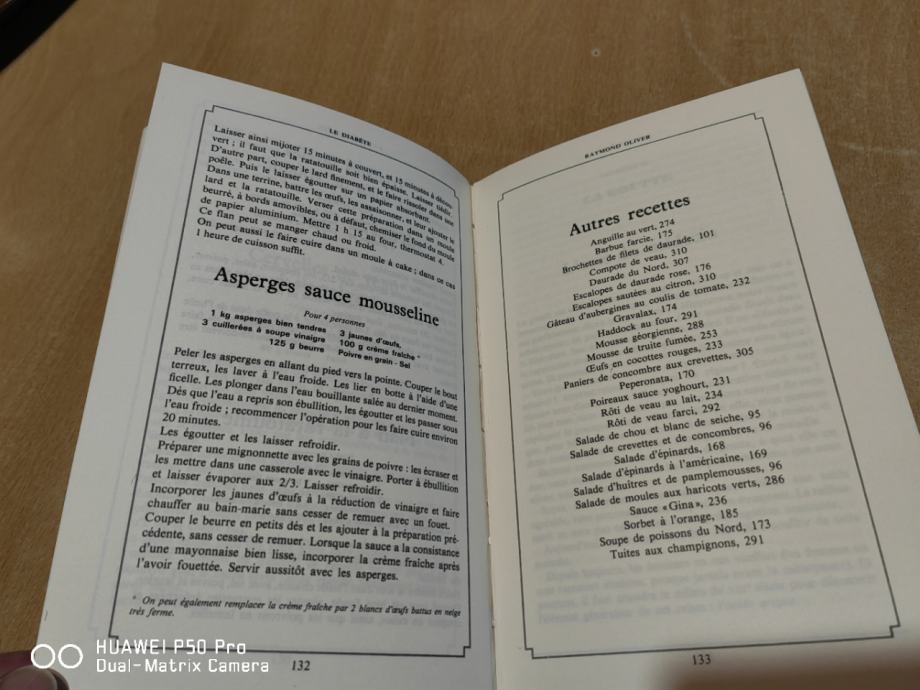 LE DIABÈTE
Laisser ainsi mijoter 15 minutes à couvert, et 15 minutes à décou-
vert ; il faut que la ratatouille soit bien épaisse. Laisser tiédir.
D'autre part, couper le lard finement, et le faire rissoler dans une
poêle. Puis le laisser égoutter sur un papier absorbant.
Dans une terrine, battre les œufs, les assaisonner, et leur ajouter le
lard et la ratatouille. Verser cette préparation dans un moule
beurré, à bords amovibles, ou à défaut, chemiser le fond du moule
de papier aluminium. Mettre 1 h 15 au four, thermostat 4.
Ce flan peut se manger chaud ou froid.
On peut aussi le faire cuire dans un moule à cake ; dans ce cas
1 heure de cuisson suffit.
Asperges sauce mousseline
Pour 4 personnes
1 kg asperges bien tendres
3 cuillerées à soupe vinaigre
125 g beurre
3 jaunes d'œufs,
100 g crème fraîche *
Poivre en grain - Sel
Peler les asperges en allant du pied vers la pointe. Couper le bout
terreux, les laver à l'eau froide. Les lier en botte à l'aide d'une
ficelle. Les plonger dans l'eau bouillante salée au dernier moment.
Dès que l'eau a repris son ébullition, les égoutter et les passer sous
l'eau froide ; recommencer l'opération pour les faire cuire environ
20 minutes.
Les égoutter et les laisser refroidir.
Préparer une mignonnette avec les grains de poivre : les écraser et
les mettre dans une casserole avec le vinaigre. Porter à ébullition
et laisser évaporer aux 2/3. Laisser refroidir.
Incorporer les jaunes d'œufs à la réduction de vinaigre et faire
chauffer au bain-marie sans cesser de remuer avec un fouet.
Couper le beurre en petits dés et les ajouter à la préparation pré-
cédente, sans cesser de remuer. Lorsque la sauce a la consistance
d'une mayonnaise bien lisse, incorporer la crème fraîche après
l'avoir fouettée. Servir aussitôt avec les asperges.
* On peut également remplacer la crème fraîche par 2 blancs d'œufs battus en neige
très ferme.
132
RAYMOND OLIVER
Autres recettes
Anguille au vert, 274
Barbue farcie, 175
Brochettes de filets de daurade, 101
Compote de veau, 310
Daurade du Nord, 307
Escalopes de daurade rose, 176
Escalopes sautées au citron, 310
Gâteau d'aubergines au coulis de tomate, 232
Gravalax, 174
Haddock au four, 291
Mousse géorgienne, 288
Mousse de truite fumée, 253
Œufs en cocottes rouges, 233
Paniers de concombre aux crevettes, 305
Peperonata, 170
Poireaux sauce yoghourt, 231
Rôti de veau au lait, 234
Rôti de veau farci, 292
Salade de chou et blanc de seiche, 95
Salade de crevettes et de concombres, 96
Salade d'épinards, 168
Salade d'épinards à l'américaine, 169
Salade d'huîtres et de pamplemousses, 96
Salade de moules aux haricots verts, 286
Sauce « Gina », 236
Sorbet à l'orange, 185
Soupe de poissons du Nord, 173
Tuites aux champignons, 291
133
HUAWEI P50 Pro
Dual-Matrix Camera